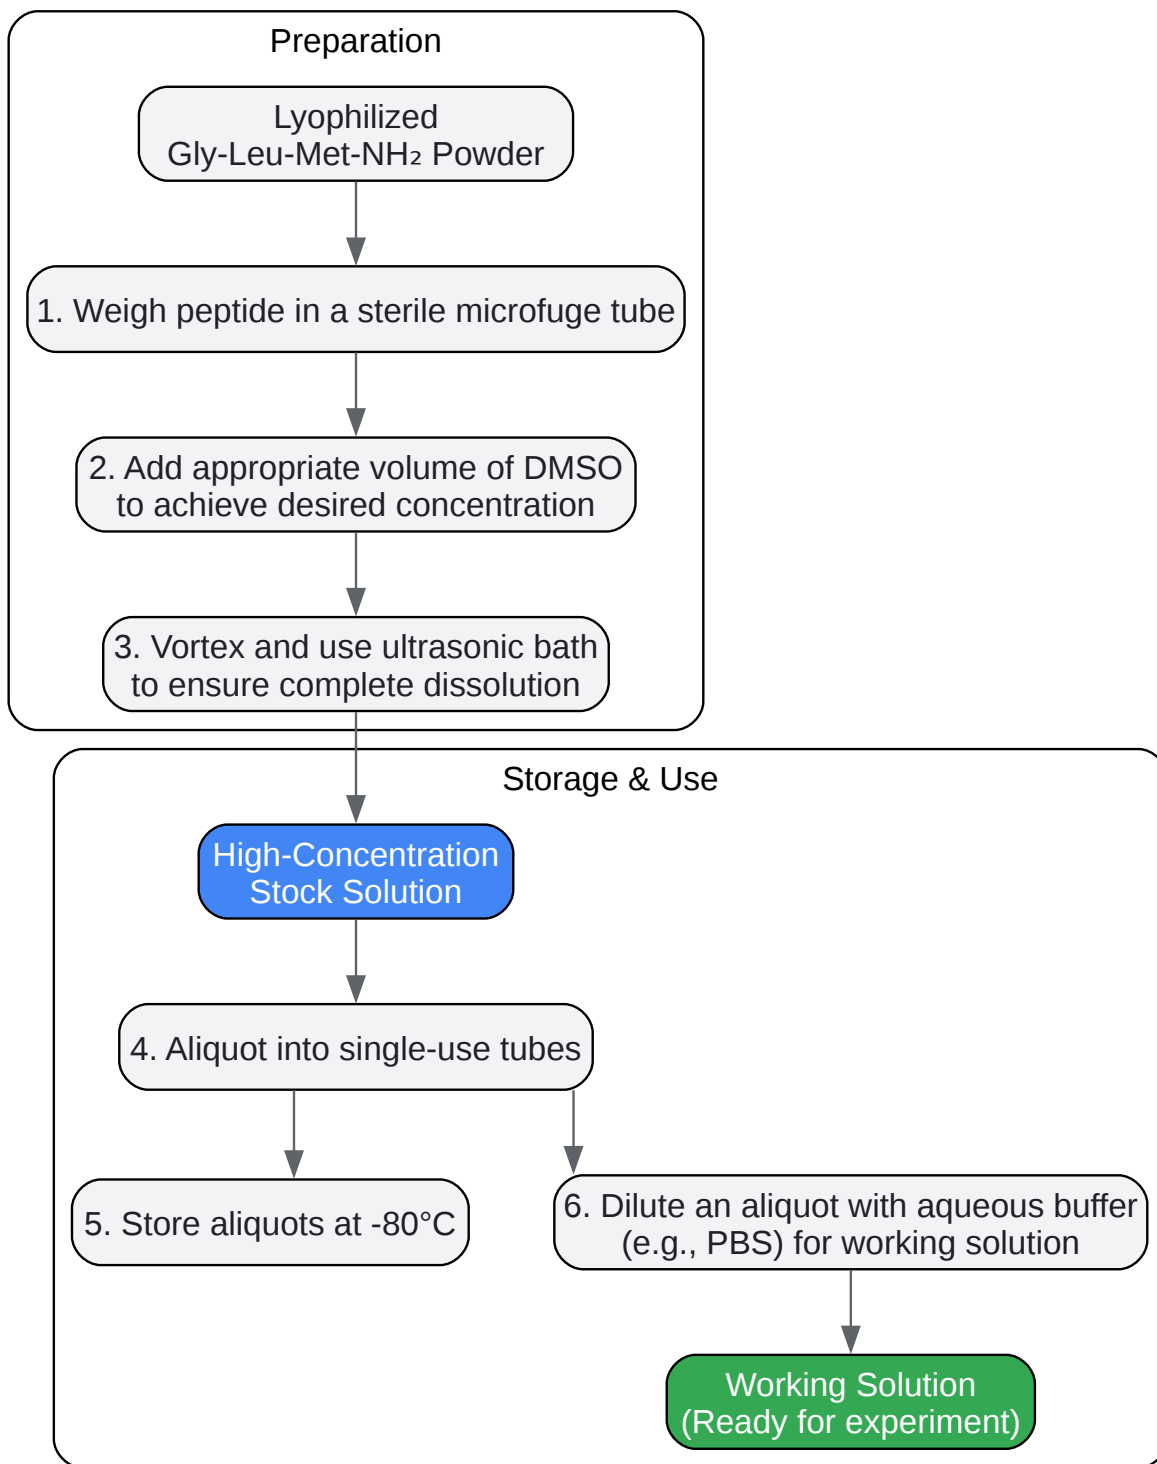 Preparation
Lyophilized
Gly-Leu-Met-NH₂ Powder
1. Weigh peptide in a sterile microfuge tube
2. Add appropriate volume of DMSO
to achieve desired concentration
3. Vortex and use ultrasonic bath
to ensure complete dissolution
Storage & Use
High-Concentration
Stock Solution
4. Aliquot into single-use tubes
5. Store aliquots at -80°C
6. Dilute an aliquot with aqueous buffer
(e.g., PBS) for working solution
Working Solution
(Ready for experiment)